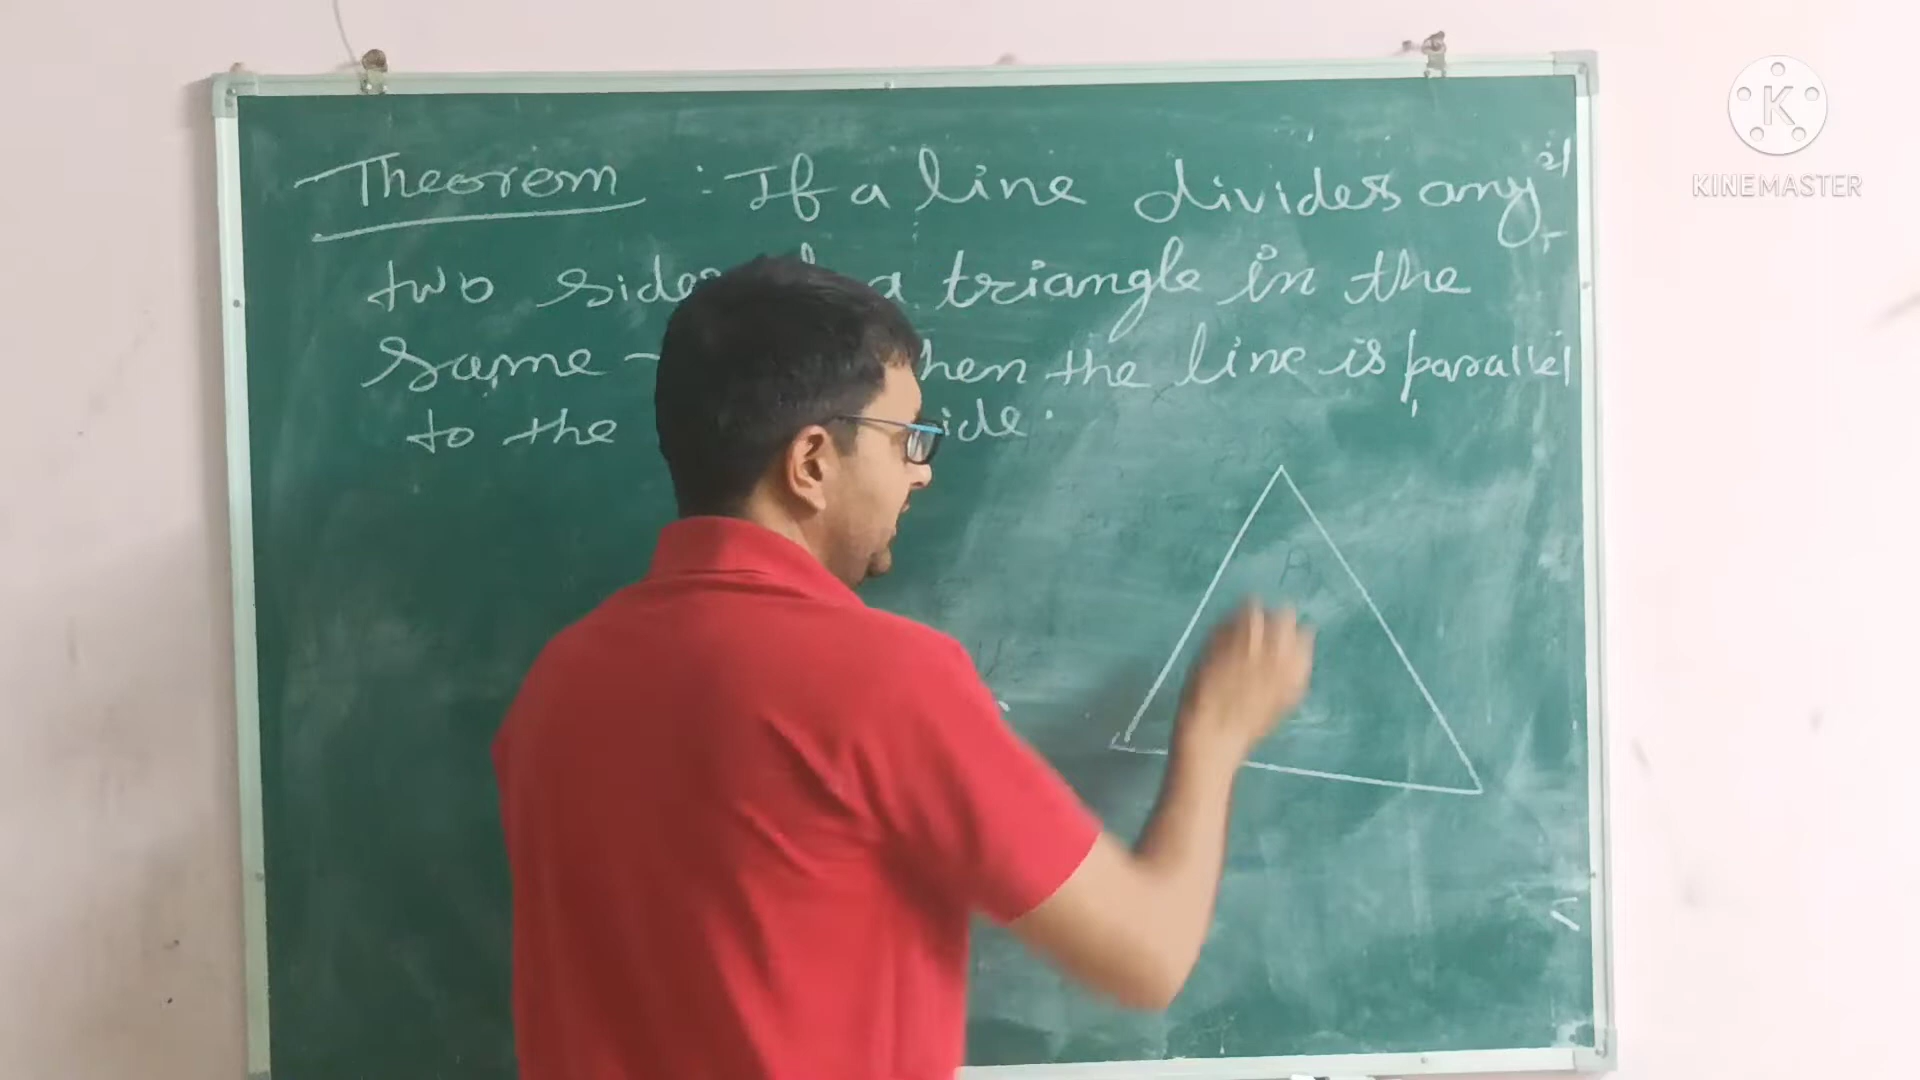 Theorem : If a line divides any
two sides a triangle in the
same then the line is parallel
to the side.
A
K
KINEMASTER